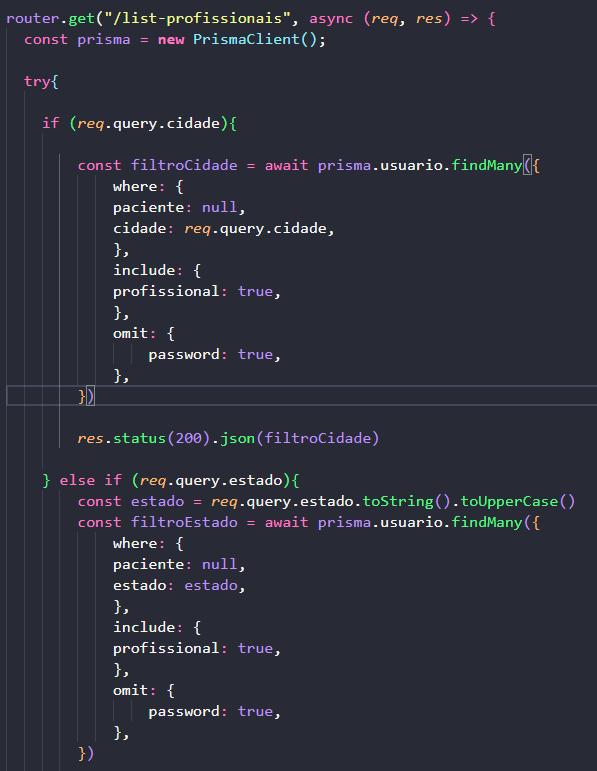 router.get("/list-profissionais", async (req, res) => {
const prisma = new PrismaClient();
try{
if (req.query.cidade){
const filtroCidade = await prisma.usuario.findMany({
where: {
paciente: null,
cidade: req.query.cidade,
},
include: {
profissional: true,
},
omit: {
password: true,
},
})
res.status(200).json(filtroCidade)
} else if (req.query.estado){
const estado = req.query.estado.toString().toUpperCase()
const filtroEstado = await prisma.usuario.findMany({
where: {
paciente: null,
estado: estado,
},
include: {
profissional: true,
},
omit: {
password: true,
},
})